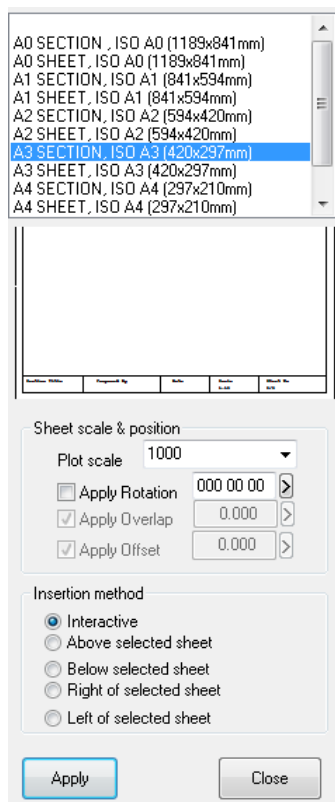 A0 SECTION , ISO A0 (1189x841mm)
A0 SHEET, ISO A0 (1189x841mm)
A1 SECTION, ISO A1 (841x594mm)
A1 SHEET, ISO A1 (841x594mm)
A2 SECTION, ISO A2 (594x420mm)
A2 SHEET, ISO A2 (594x420mm)
A3 SECTION, ISO A3 (420x297mm)
A3 SHEET, ISO A3 (420x297mm)
A4 SECTION, ISO A4 (297x210mm)
A4 SHEET, ISO A4 (297x210mm)
Sheet scale & position
Plot scale 1000
Apply Rotation 000 00 00 >
Apply Overlap 0.000 >
Apply Offset 0.000 >
Insertion method
Interactive
Above selected sheet
Below selected sheet
Right of selected sheet
Left of selected sheet
Apply Close